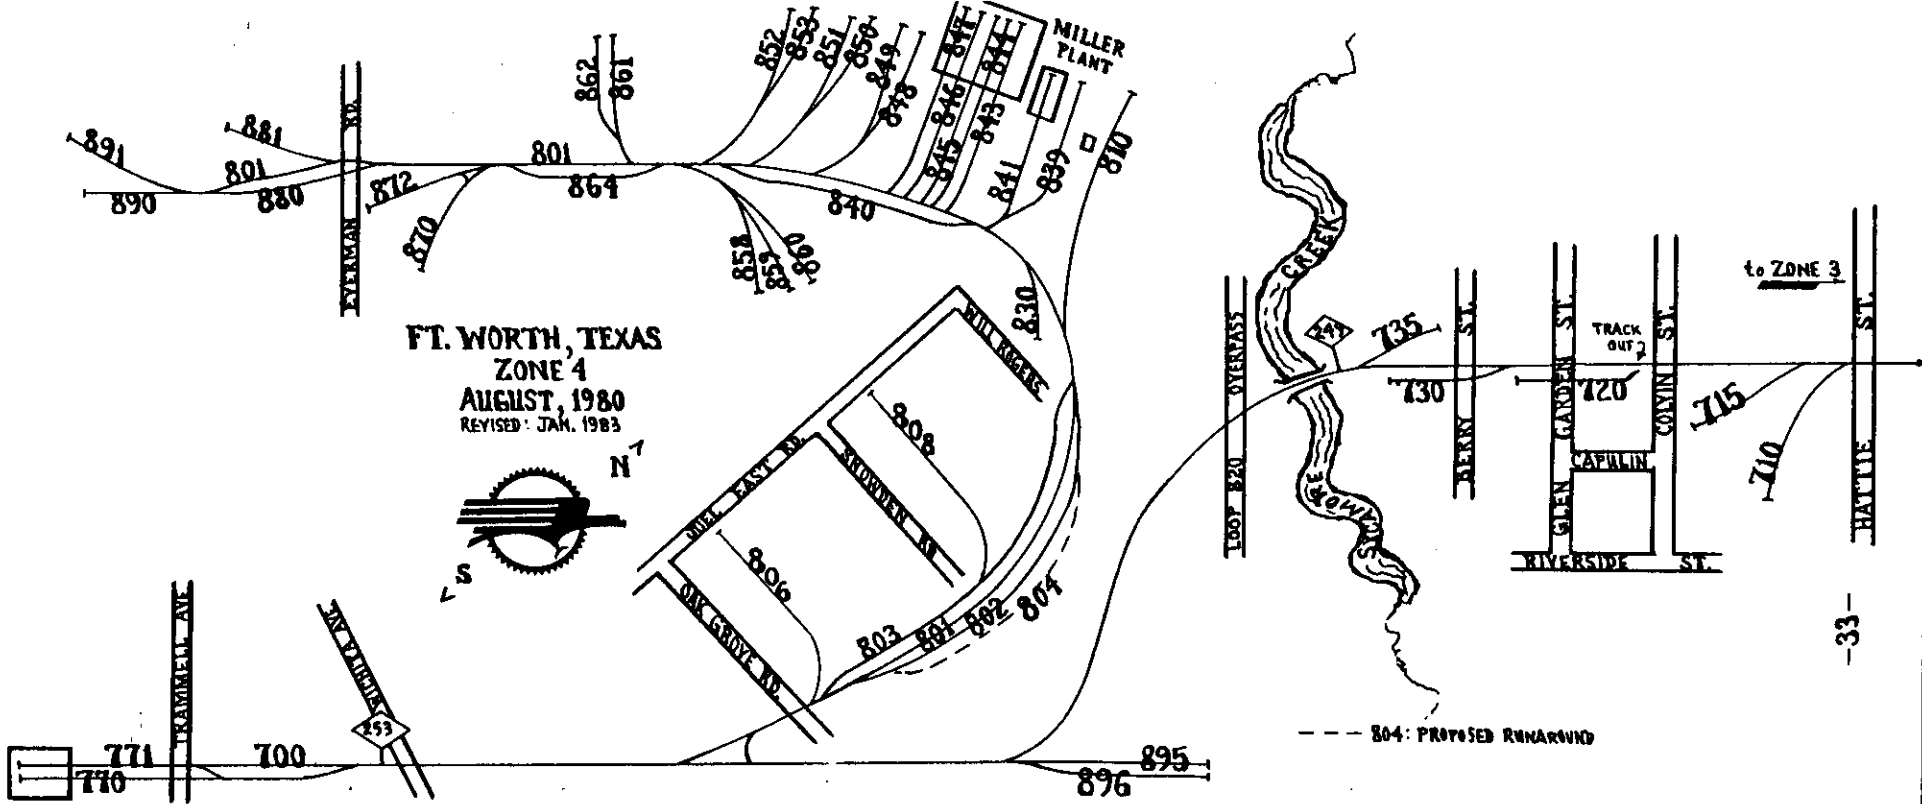 852
853
851
850
849
848
847
844
846
843
845
841
839
810
MILLER
PLANT
862
861
891
881
801
890
880
EVERMAN RD.
872
870
801
864
840
858
859
860
830
FT. WORTH, TEXAS
ZONE 4
AUGUST, 1980
REVISED: JAN. 1983
N
S
WILL ROGERS
JOEL EAST RD.
SNOWDEN RD.
OAK GROVE RD.
808
806
803
801
802
804
TRAMMELL AVE
WICHITA AVE.
253
771
770
700
895
896
LOOP 820 OVERPASS
SYCAMORE CREEK
249
735
730
BERRY ST.
GLEN GARDEN ST.
TRACK
OUT
720
COLVIN ST.
CAPULIN
RIVERSIDE ST.
715
710
to ZONE 3
HATTIE ST.
-33-
804: PROPOSED RUNAROUND